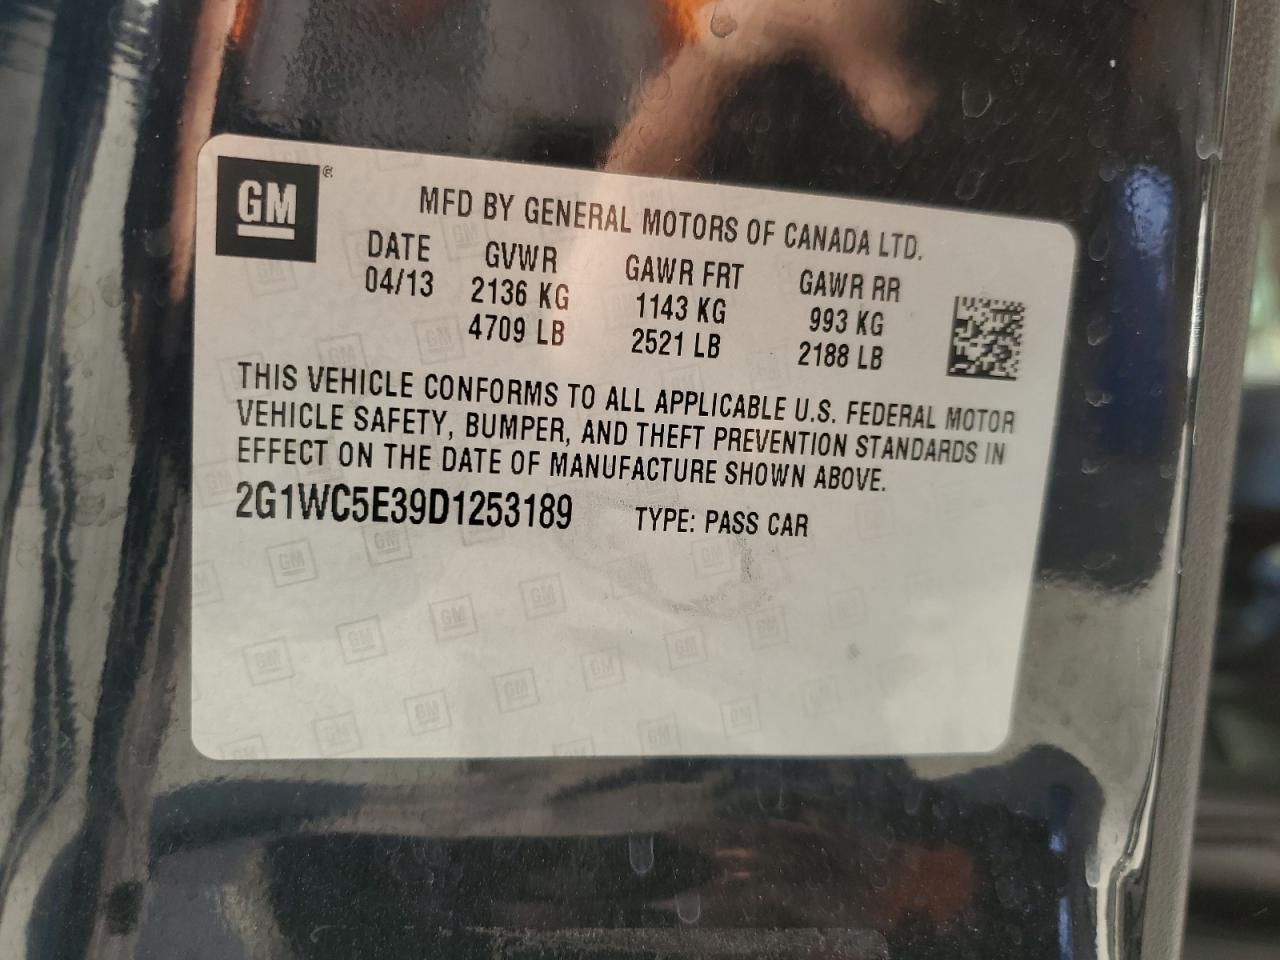 GM ®
MFD BY GENERAL MOTORS OF CANADA LTD.
DATE GVWR GAWR FRT GAWR RR
04/13 2136 KG 1143 KG 993 KG
4709 LB 2521 LB 2188 LB
THIS VEHICLE CONFORMS TO ALL APPLICABLE U.S. FEDERAL MOTOR
VEHICLE SAFETY, BUMPER, AND THEFT PREVENTION STANDARDS IN
EFFECT ON THE DATE OF MANUFACTURE SHOWN ABOVE.
2G1WC5E39D1253189 TYPE: PASS CAR